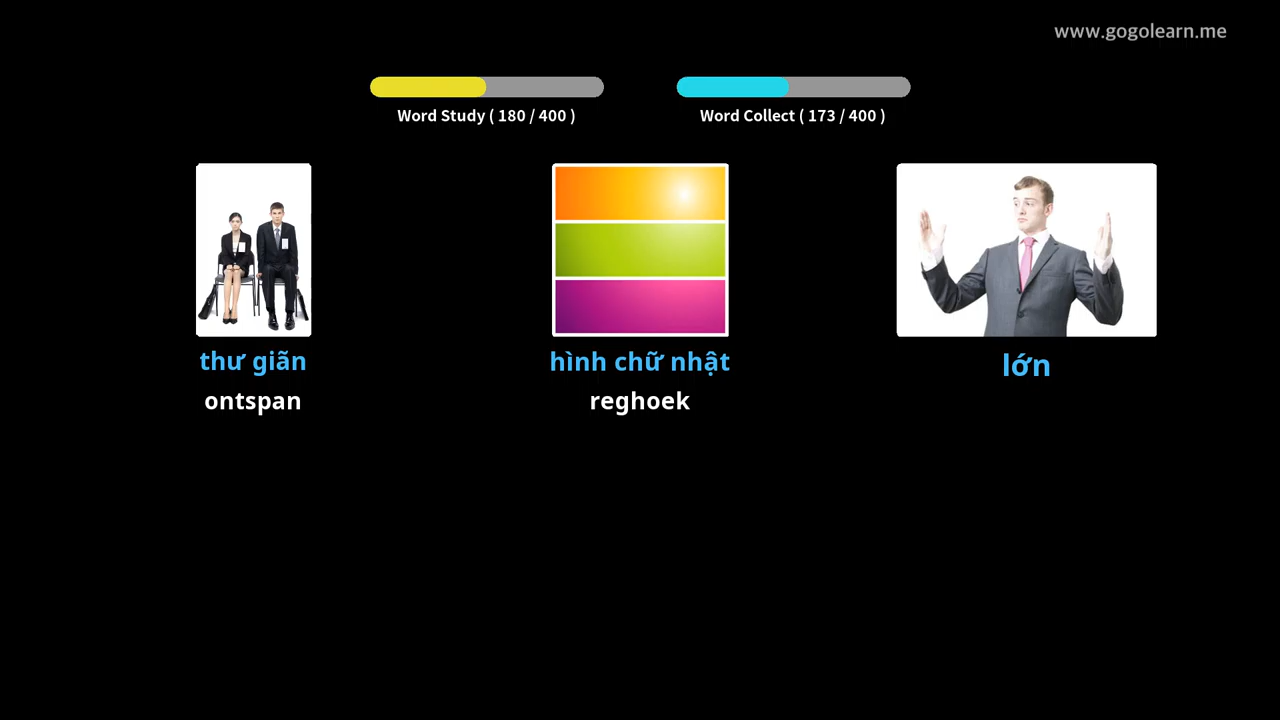 www.gogolearn.me
Word Study ( 180 / 400 )
Word Collect ( 173 / 400 )
thư giãn
hình chữ nhật
lớn
ontspan
reghoek